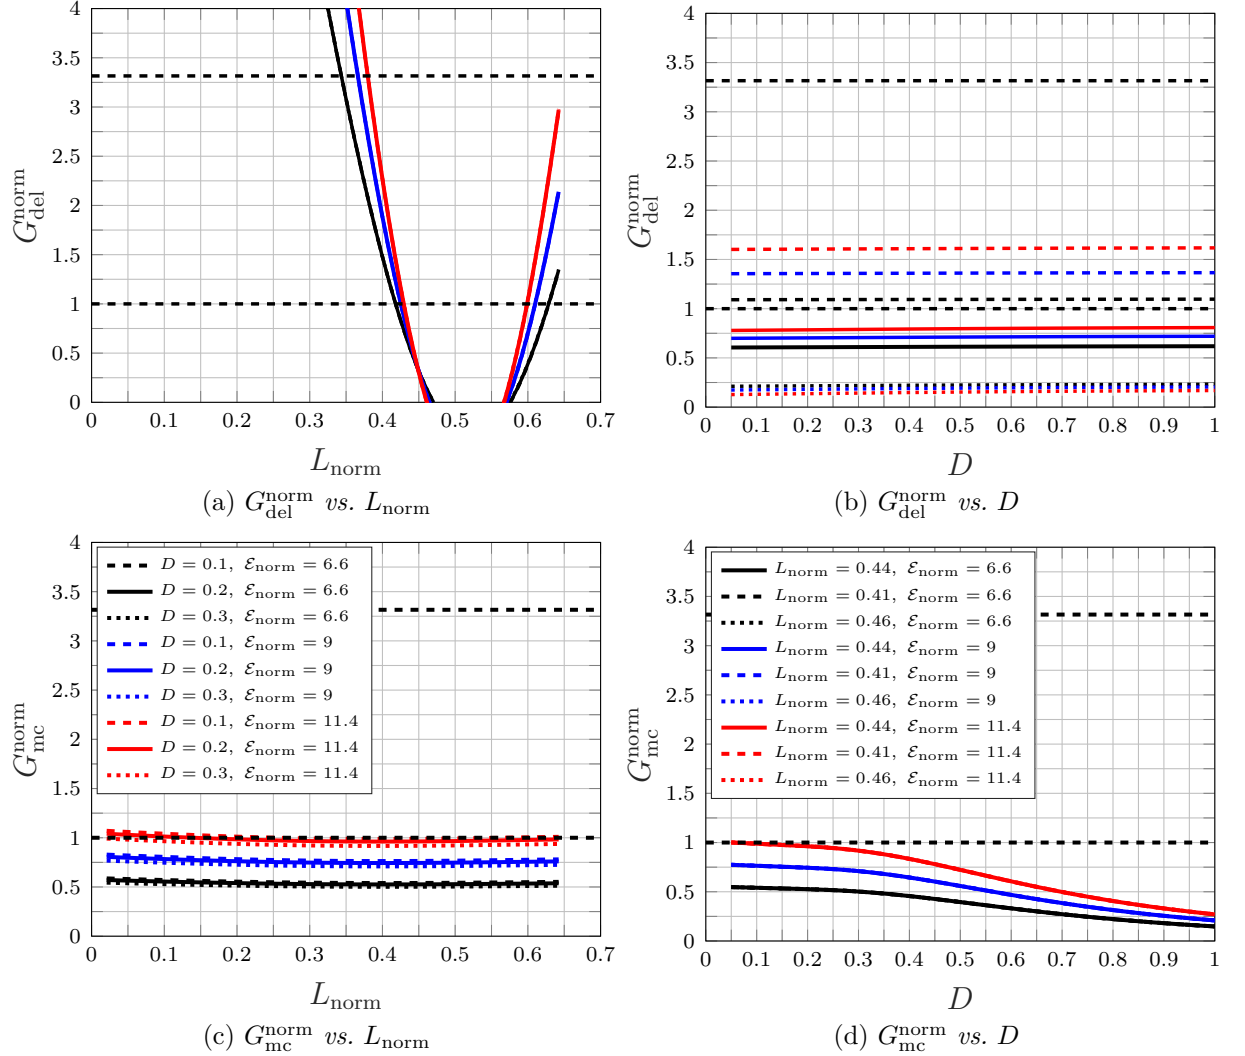 4
3.5
3
2.5
2
1.5
1
0.5
0
0 0.1 0.2 0.3 0.4 0.5 0.6 0.7
G_del^norm
L_norm
(a) G_del^norm vs. L_norm
4
3.5
3
2.5
2
1.5
1
0.5
0
0 0.1 0.2 0.3 0.4 0.5 0.6 0.7 0.8 0.9 1
G_del^norm
D
(b) G_del^norm vs. D
4
3.5
3
2.5
2
1.5
1
0.5
0
0 0.1 0.2 0.3 0.4 0.5 0.6 0.7
G_mc^norm
L_norm
D = 0.1, ℰ_norm = 6.6
D = 0.2, ℰ_norm = 6.6
D = 0.3, ℰ_norm = 6.6
D = 0.1, ℰ_norm = 9
D = 0.2, ℰ_norm = 9
D = 0.3, ℰ_norm = 9
D = 0.1, ℰ_norm = 11.4
D = 0.2, ℰ_norm = 11.4
D = 0.3, ℰ_norm = 11.4
(c) G_mc^norm vs. L_norm
4
3.5
3
2.5
2
1.5
1
0.5
0
0 0.1 0.2 0.3 0.4 0.5 0.6 0.7 0.8 0.9 1
G_mc^norm
D
L_norm = 0.44, ℰ_norm = 6.6
L_norm = 0.41, ℰ_norm = 6.6
L_norm = 0.46, ℰ_norm = 6.6
L_norm = 0.44, ℰ_norm = 9
L_norm = 0.41, ℰ_norm = 9
L_norm = 0.46, ℰ_norm = 9
L_norm = 0.44, ℰ_norm = 11.4
L_norm = 0.41, ℰ_norm = 11.4
L_norm = 0.46, ℰ_norm = 11.4
(d) G_mc^norm vs. D